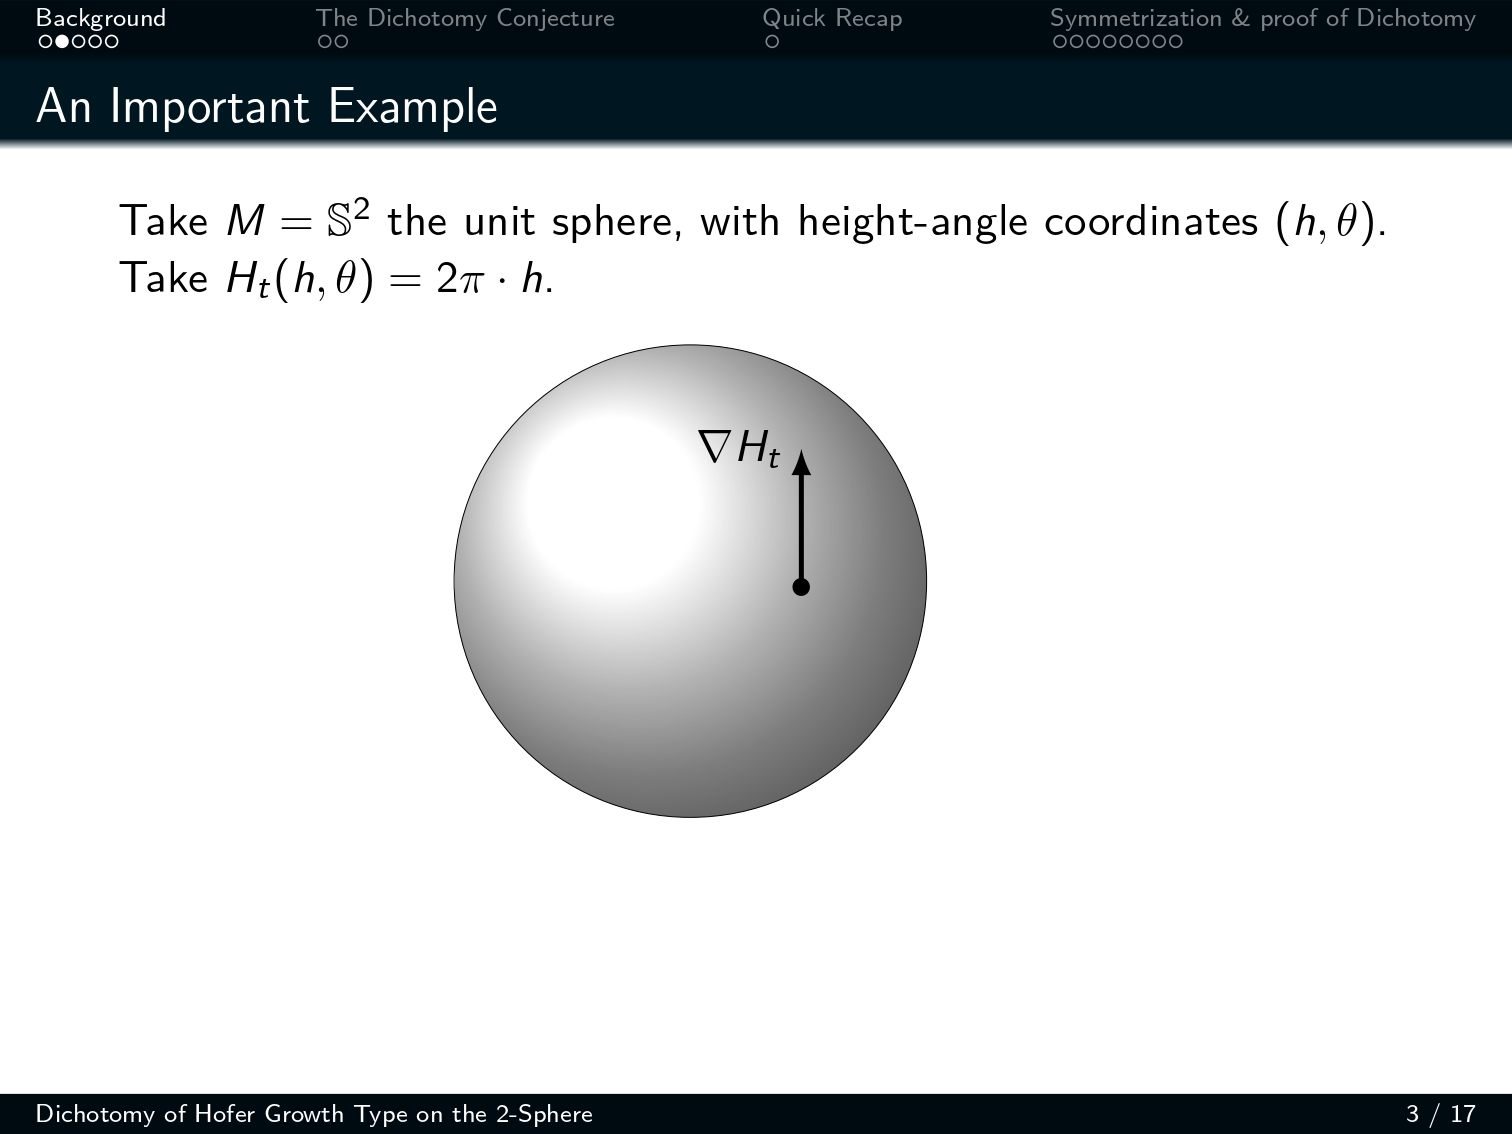 Background
The Dichotomy Conjecture
Quick Recap
Symmetrization & proof of Dichotomy
An Important Example
Take M = 𝕊² the unit sphere, with height-angle coordinates (h, θ).
Take Hₜ(h, θ) = 2π · h.
∇Hₜ
Dichotomy of Hofer Growth Type on the 2-Sphere
3 / 17